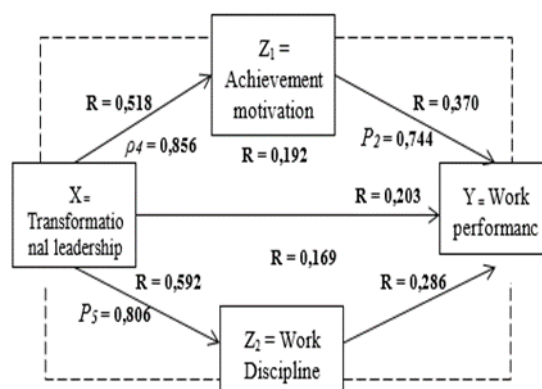 Z₁ =
Achievement
motivation
R = 0,518
R = 0,370
ρ4 = 0,856
P₂ = 0,744
R = 0,192
X =
Transformatio
nal leadership
R = 0,203
Y = Work
performanc
R = 0,169
R = 0,592
R = 0,286
P₅ = 0,806
Z₂ = Work
Discipline